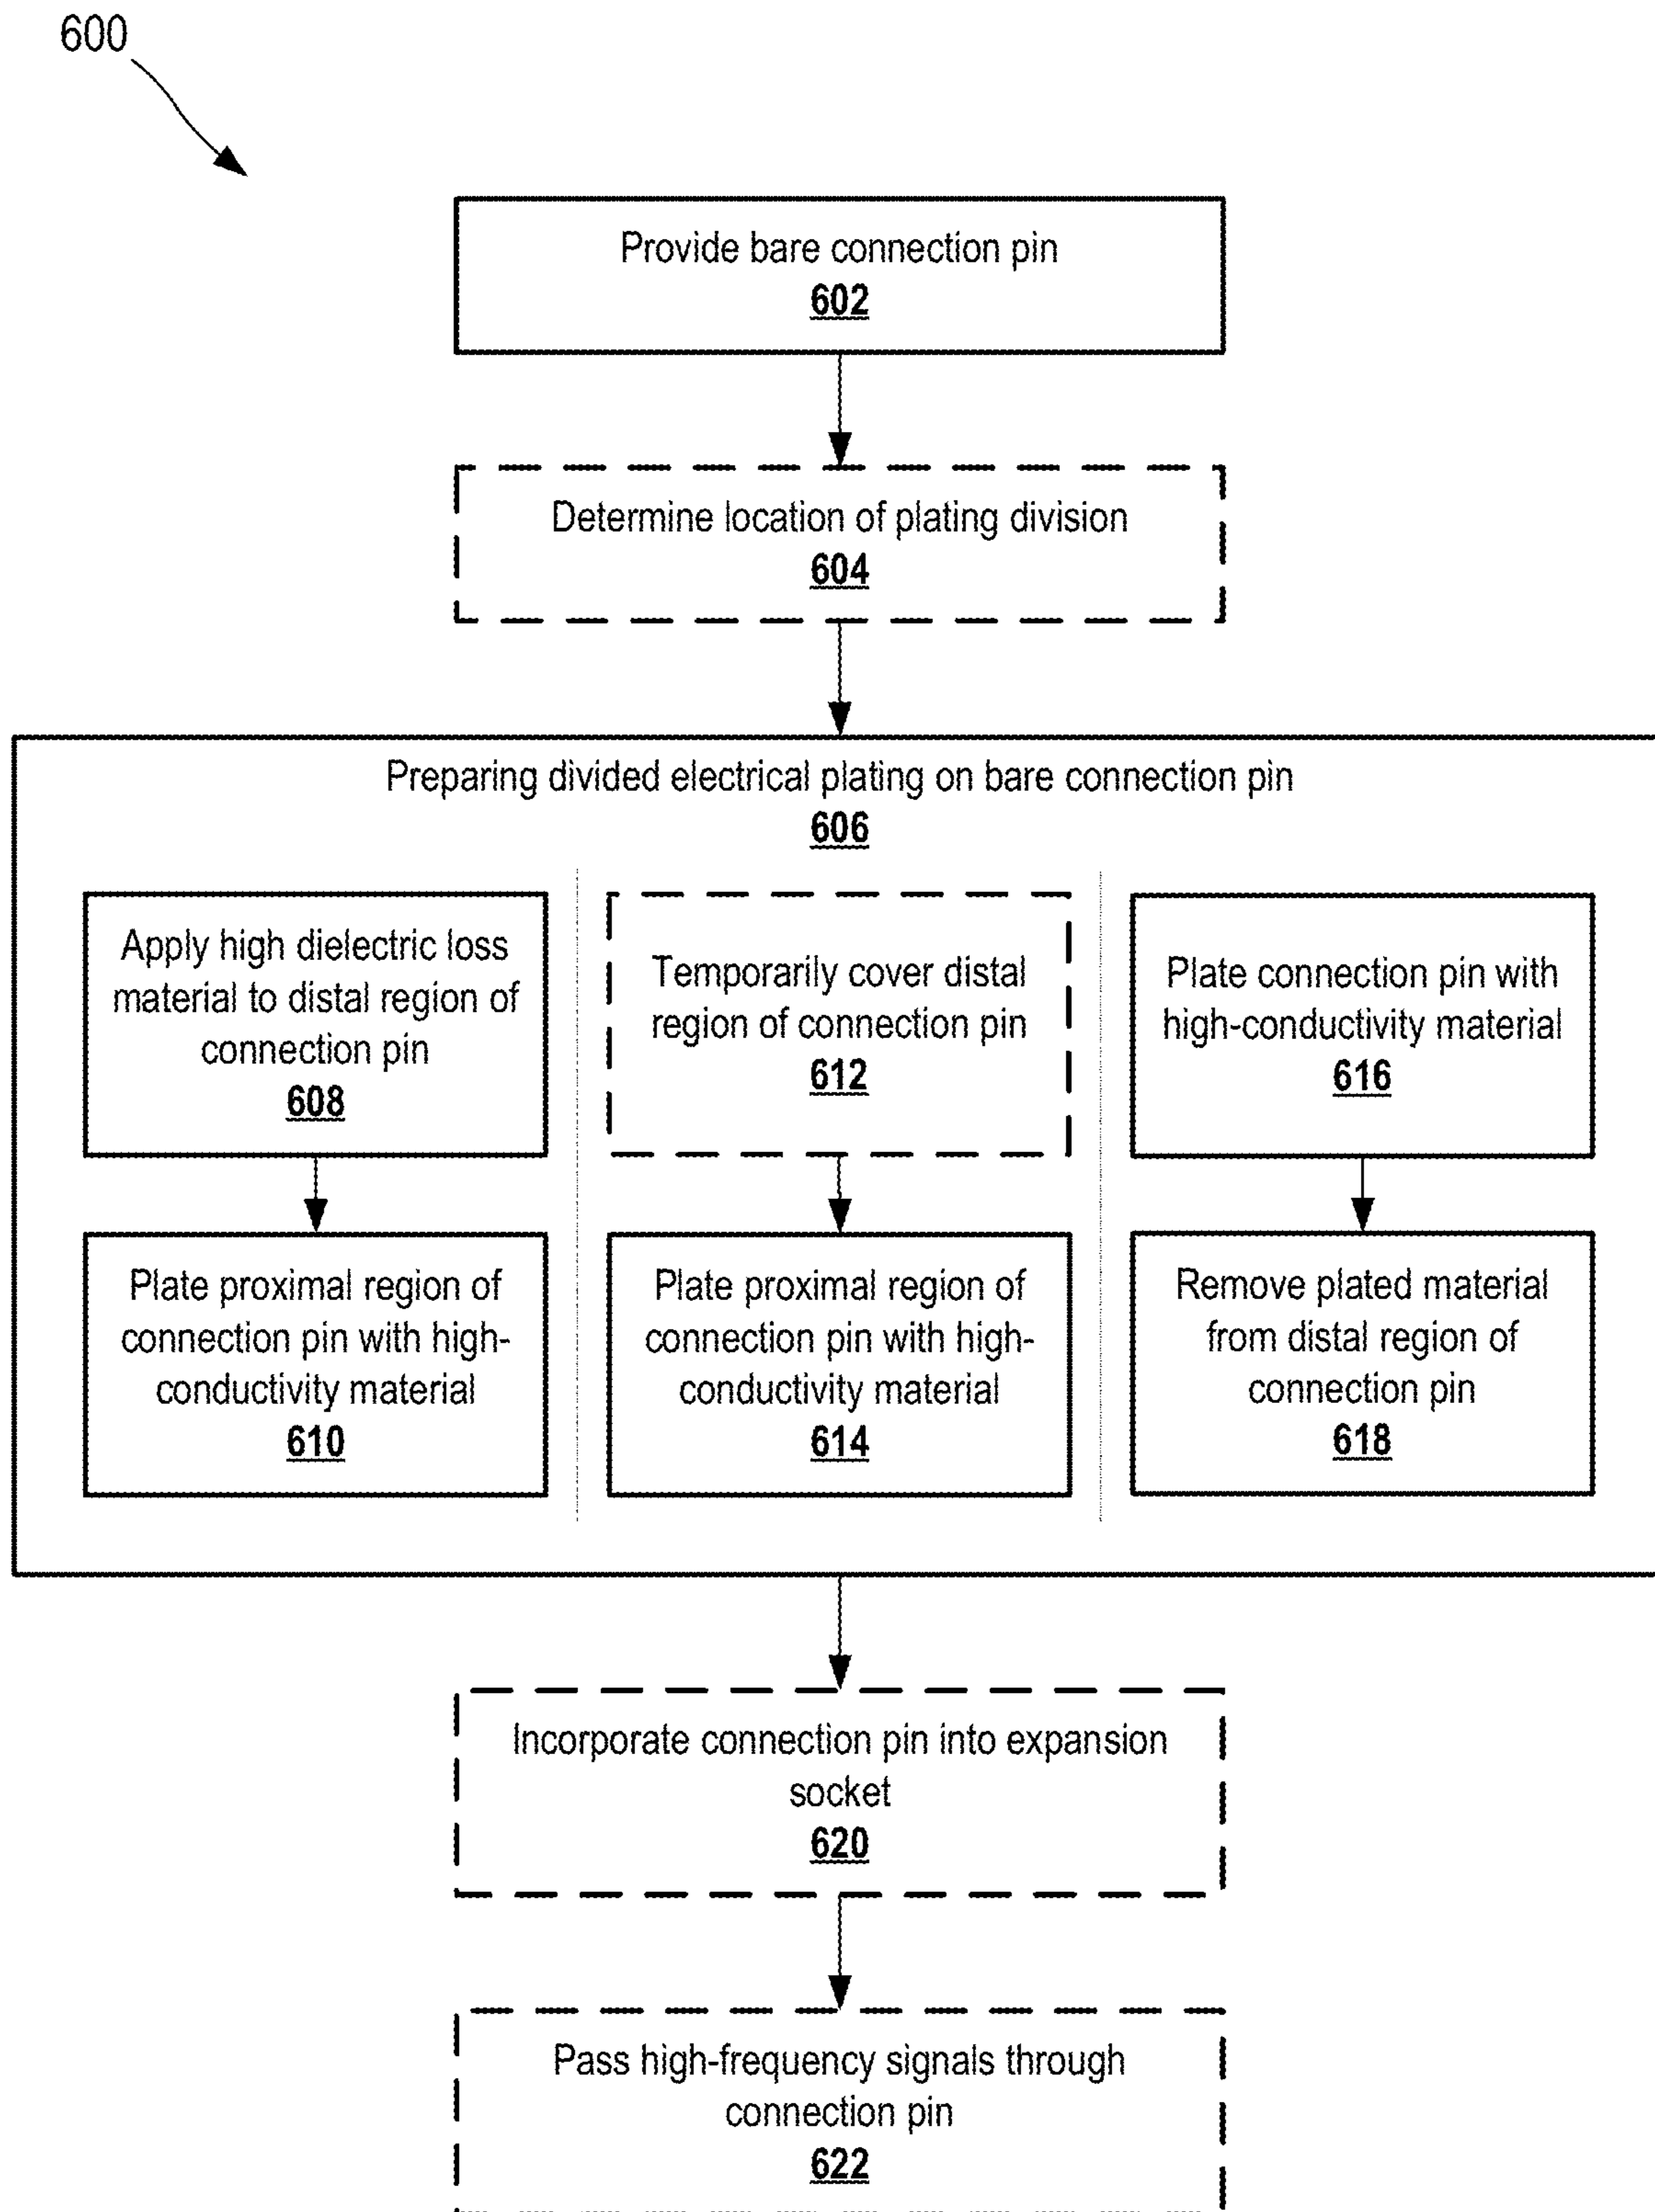 600
Provide bare connection pin
602
Determine location of plating division
604
Preparing divided electrical plating on bare connection pin
606
Apply high dielectric loss
material to distal region of
connection pin
608
Plate proximal region of
connection pin with high-
conductivity material
610
Temporarily cover distal
region of connection pin
612
Plate proximal region of
connection pin with high-
conductivity material
614
Plate connection pin with
high-conductivity material
616
Remove plated material
from distal region of
connection pin
618
Incorporate connection pin into expansion
socket
620
Pass high-frequency signals through
connection pin
622